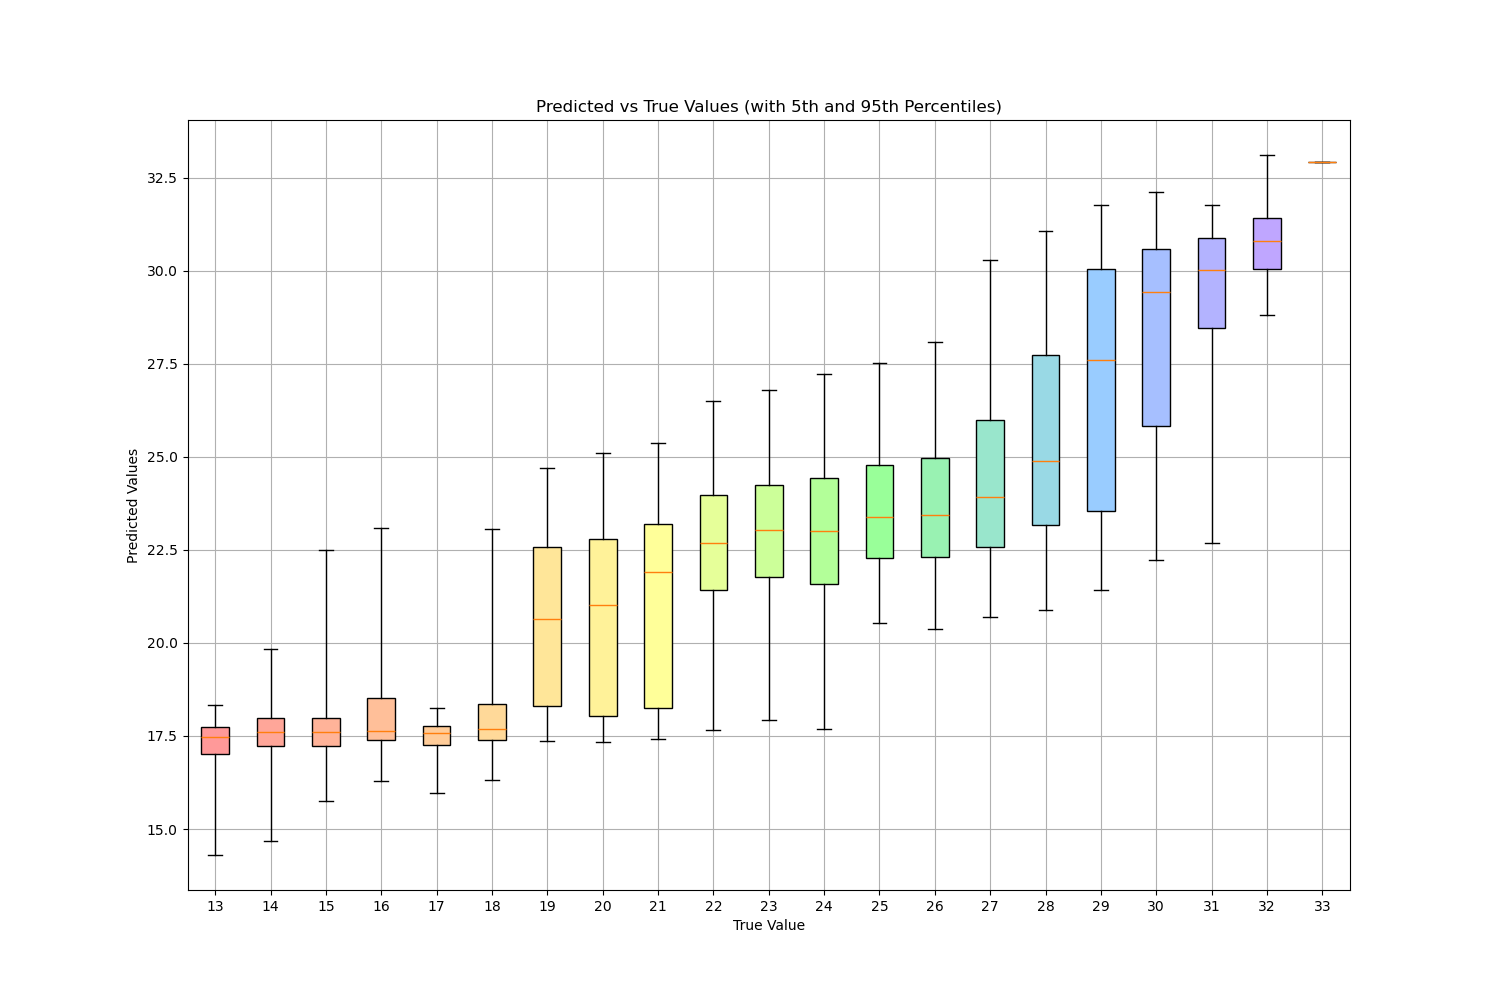 Predicted vs True Values (with 5th and 95th Percentiles)
32.5
30.0
27.5
25.0
22.5
20.0
17.5
15.0
Predicted Values
13 14 15 16 17 18 19 20 21 22 23 24 25 26 27 28 29 30 31 32 33
True Value